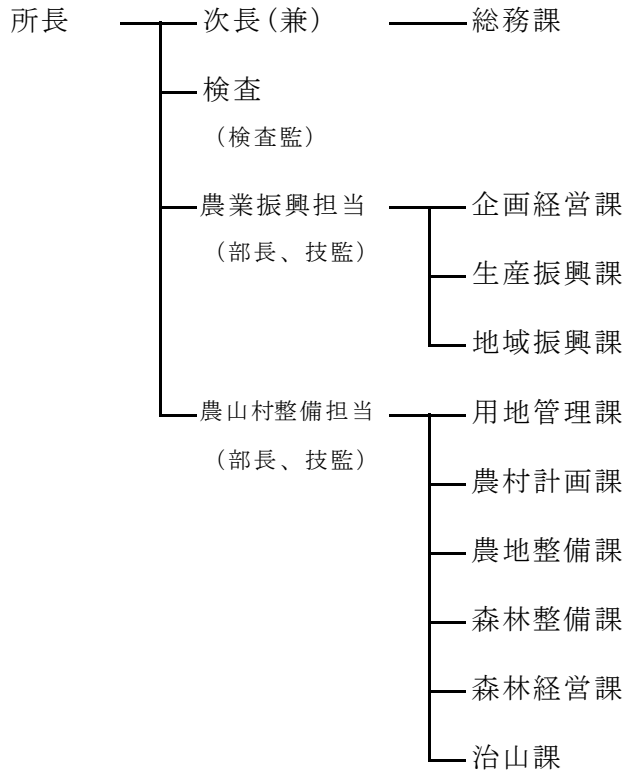 所長 次長(兼) 総務課
検査
(検査監)
農業振興担当 企画経営課
(部長、技監)
生産振興課
地域振興課
農山村整備担当 用地管理課
(部長、技監)
農村計画課
農地整備課
森林整備課
森林経営課
治山課